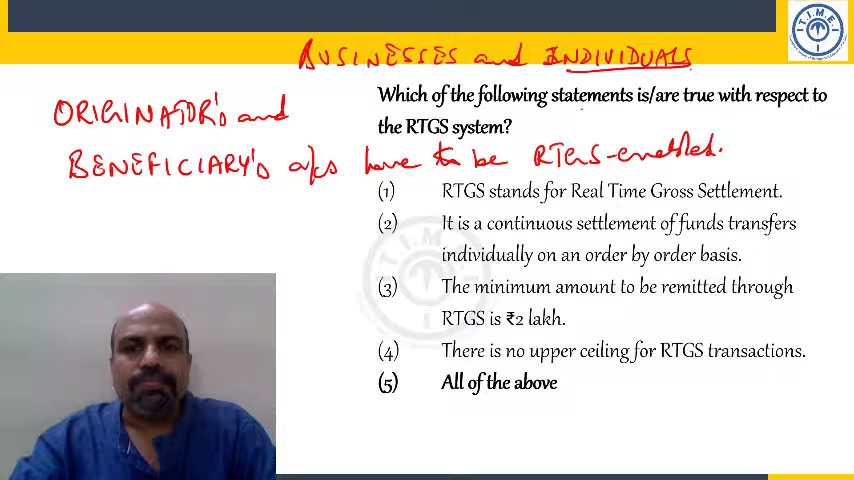 T.I.M.E.
BUSINESSES and INDIVIDUALS
ORIGINATOR's and
BENEFICIARY's a/cs have to be RTGS-enabled.
Which of the following statements is/are true with respect to
the RTGS system?
(1) RTGS stands for Real Time Gross Settlement.
(2) It is a continuous settlement of funds transfers
individually on an order by order basis.
(3) The minimum amount to be remitted through
RTGS is ₹2 lakh.
(4) There is no upper ceiling for RTGS transactions.
(5) All of the above